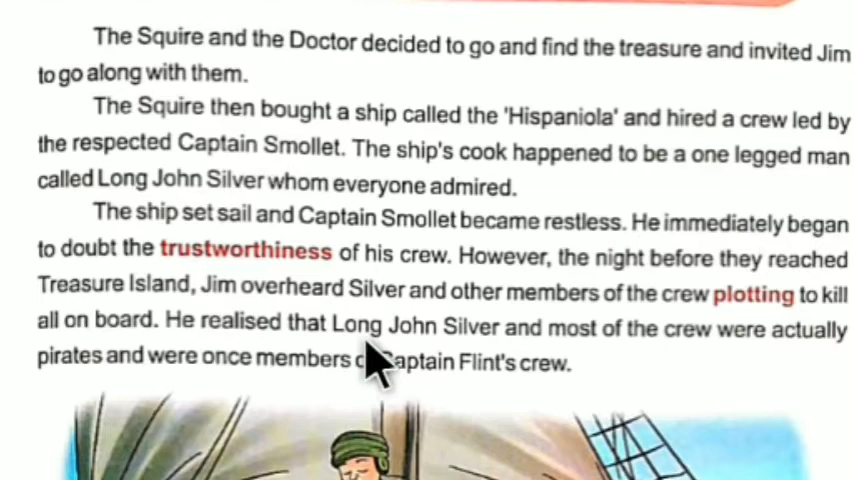 The Squire and the Doctor decided to go and find the treasure and invited Jim
to go along with them.
The Squire then bought a ship called the 'Hispaniola' and hired a crew led by
the respected Captain Smollet. The ship's cook happened to be a one legged man
called Long John Silver whom everyone admired.
The ship set sail and Captain Smollet became restless. He immediately began
to doubt the trustworthiness of his crew. However, the night before they reached
Treasure Island, Jim overheard Silver and other members of the crew plotting to kill
all on board. He realised that Long John Silver and most of the crew were actually
pirates and were once members Captain Flint's crew.